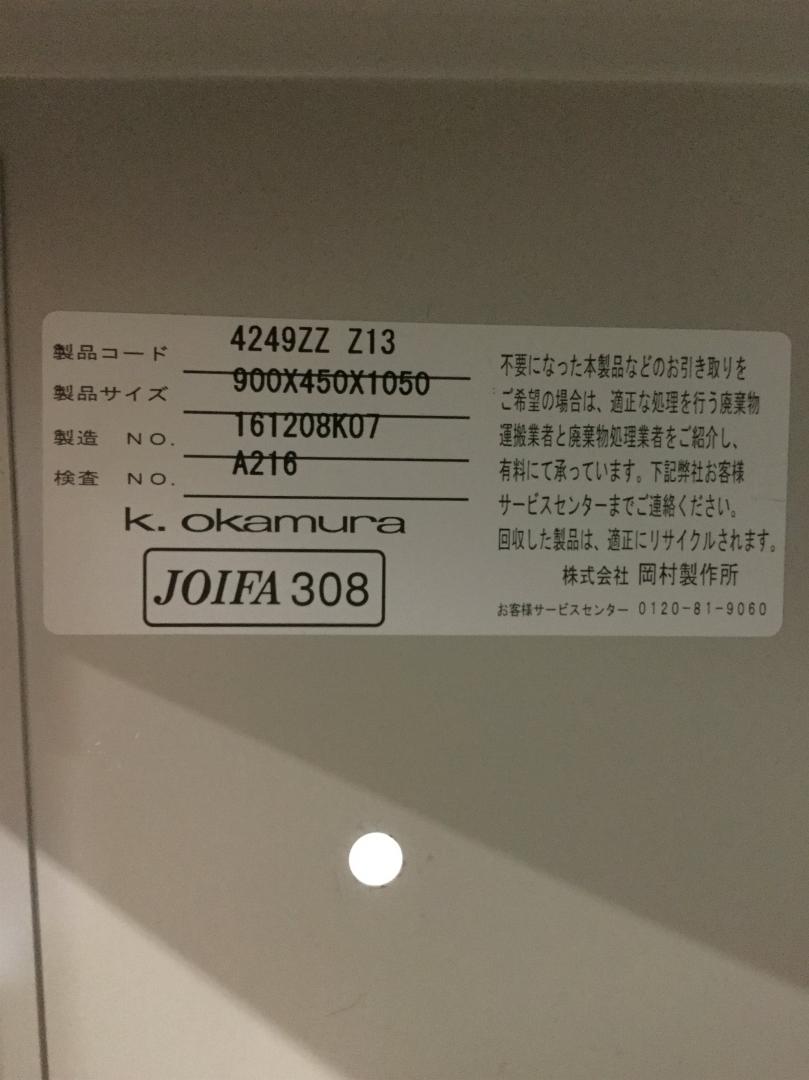 製品コード 4249ZZ Z13
製品サイズ 900X450X1050
製造 NO. 161208K07
検査 NO. A216
k. okamura
JOIFA 308
不要になった本製品などのお引き取りを
ご希望の場合は、適正な処理を行う廃棄物
運搬業者と廃棄物処理業者をご紹介し、
有料にて承っています。下記弊社お客様
サービスセンターまでご連絡ください。
回収した製品は、適正にリサイクルされます。
株式会社 岡村製作所
お客様サービスセンター 0120-81-9060